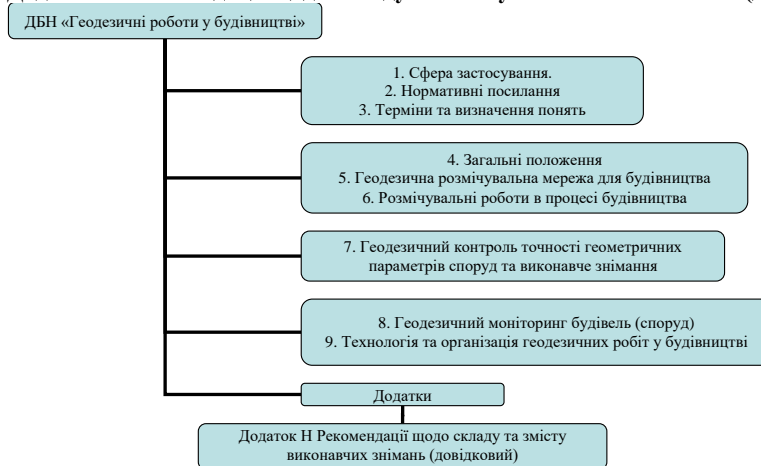 ДБН «Геодезичні роботи у будівництві»
1. Сфера застосування.
2. Нормативні посилання
3. Терміни та визначення понять
4. Загальні положення
5. Геодезична розмічувальна мережа для будівництва
6. Розмічувальні роботи в процесі будівництва
7. Геодезичний контроль точності геометричних
параметрів споруд та виконавче знімання
8. Геодезичний моніторинг будівель (споруд)
9. Технологія та організація геодезичних робіт у будівництві
Додатки
Додаток Н Рекомендації щодо складу та змісту
виконавчих знімань (довідковий)